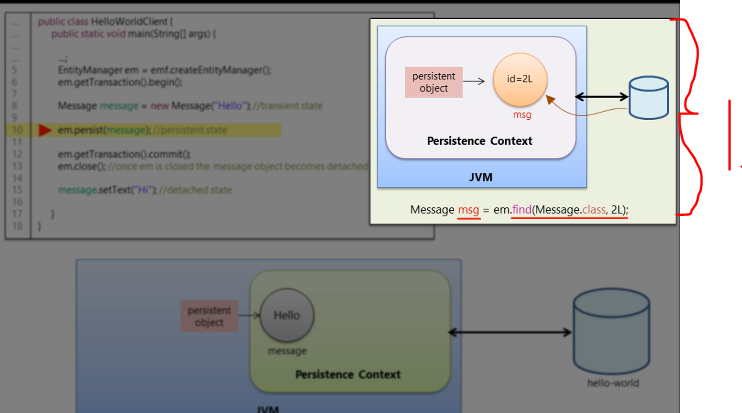 ... public class HelloWorldClient {
... public static void main(String[] args) {
...
... ...;
5 EntityManager em = emf.createEntityManager();
6 em.getTransaction().begin();
7
8 Message message = new Message("Hello"); //transient state
9
10 em.persist(message); //persistent state
11
12 em.getTransaction().commit();
13 em.close(); //once em is closed the message object becomes detached
14
15 message.setText("Hi"); //detached state
16
17 }
18 }
persistent
object
id=2L
msg
Persistence Context
JVM
Message msg = em.find(Message.class, 2L);
persistent
object
Hello
message
Persistence Context
JVM
hello-world